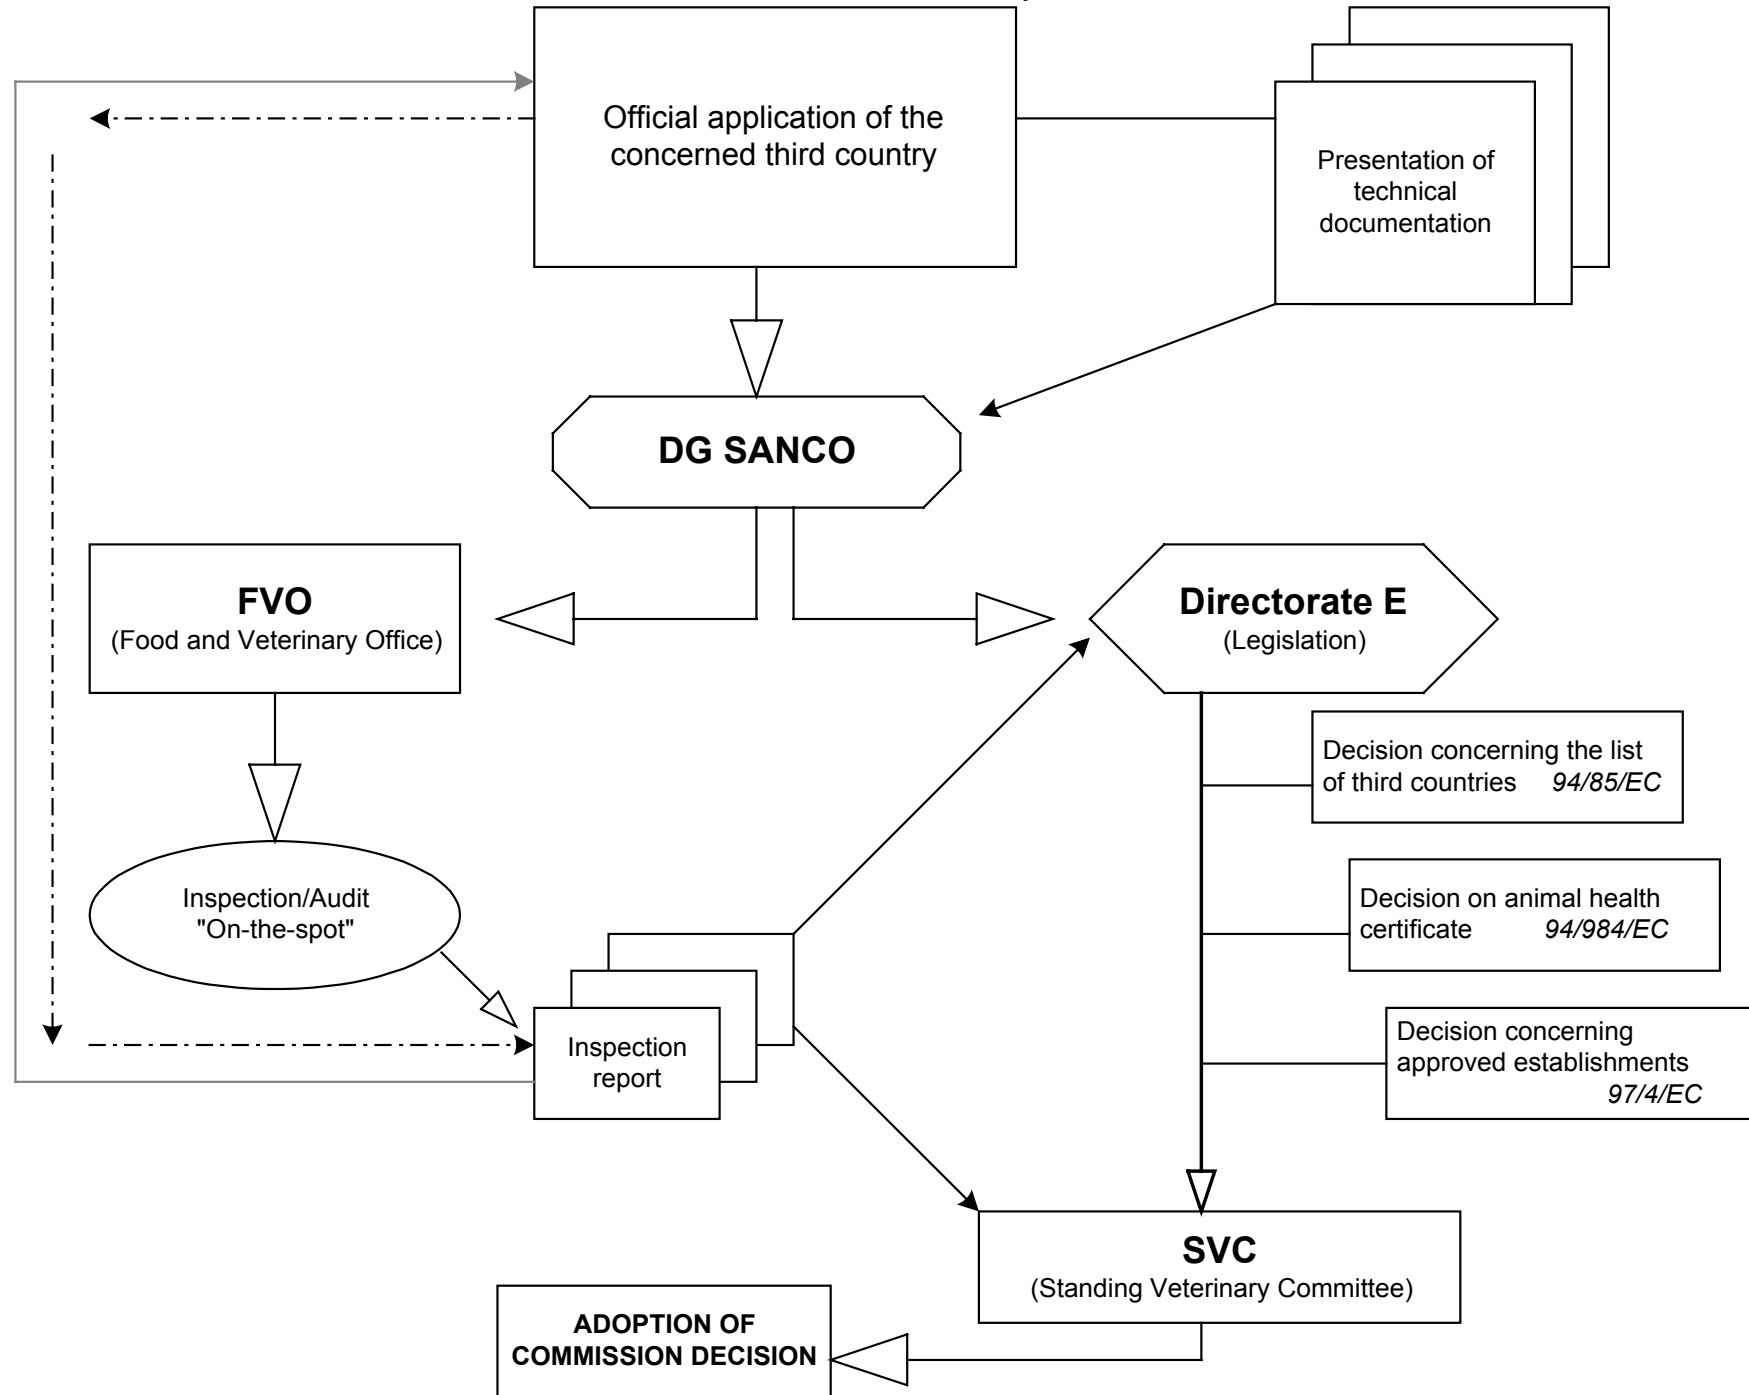 Official application of the
concerned third country
Presentation of
technical
documentation
DG SANCO
FVO
(Food and Veterinary Office)
Directorate E
(Legislation)
Decision concerning the list
of third countries 94/85/EC
Inspection/Audit
"On-the-spot"
Decision on animal health
certificate 94/984/EC
Inspection
report
Decision concerning
approved establishments
97/4/EC
SVC
(Standing Veterinary Committee)
ADOPTION OF
COMMISSION DECISION